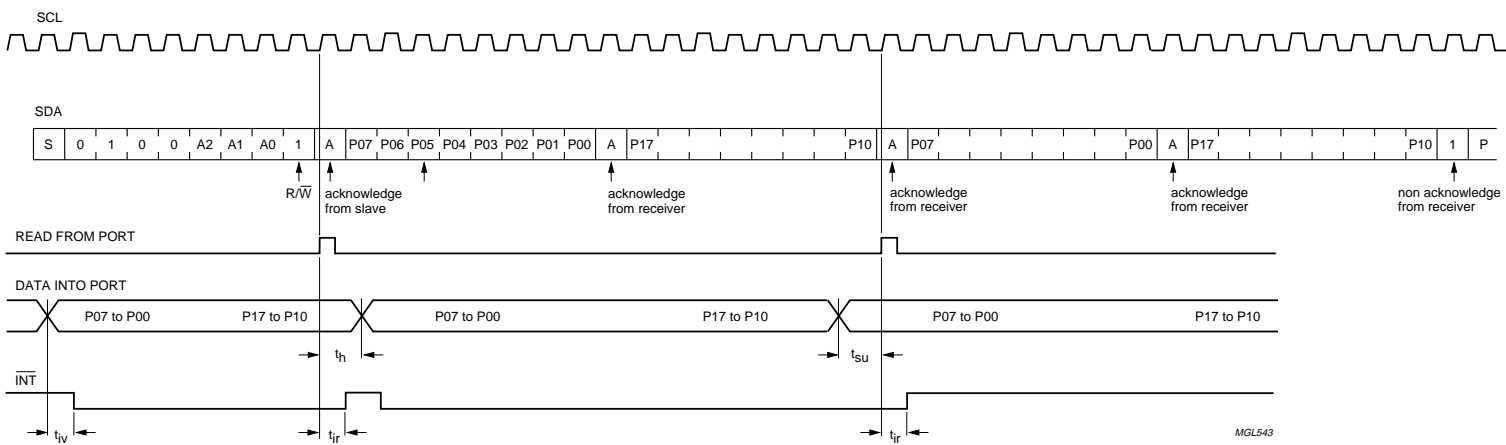 SCL
SDA
S 0 1 0 0 A2 A1 A0 1 A P07 P06 P05 P04 P03 P02 P01 P00 A P17 P10 A P07 P00 A P17 P10 1 P
R/W̅ acknowledge from slave
acknowledge from receiver
acknowledge from receiver
acknowledge from receiver
non acknowledge from receiver
READ FROM PORT
DATA INTO PORT
P07 to P00 P17 to P10 P07 to P00 P17 to P10 P07 to P00 P17 to P10
th tsu
I̅N̅T̅
tiv tir tir MGL543